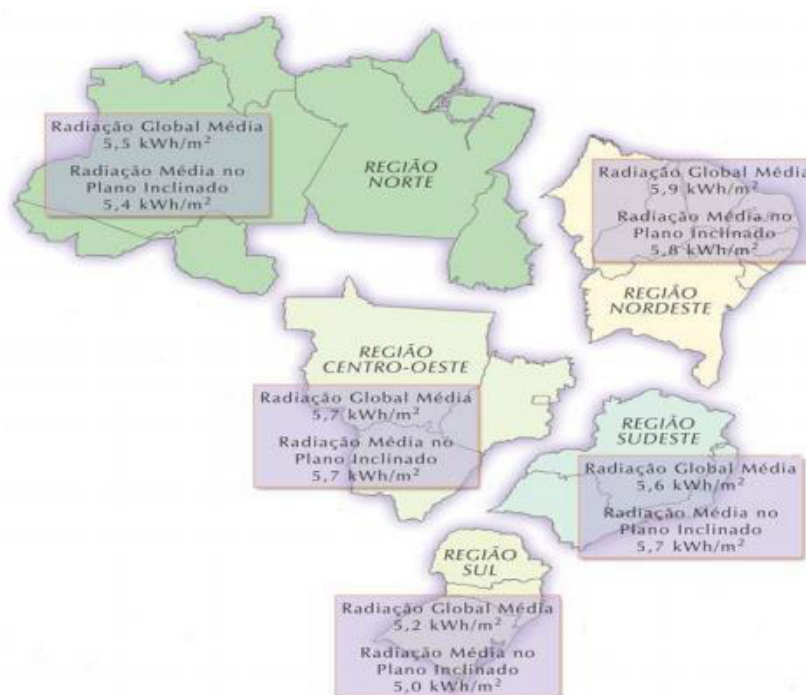 Radiação Global Média
5,5 kWh/m²
Radiação Média no
Plano Inclinado
5,4 kWh/m²
REGIÃO
NORTE
Radiação Global Média
5,9 kWh/m²
Radiação Média no
Plano Inclinado
5,8 kWh/m²
REGIÃO
NORDESTE
REGIÃO
CENTRO-OESTE
Radiação Global Média
5,7 kWh/m²
Radiação Média no
Plano Inclinado
5,7 kWh/m²
REGIÃO
SUDESTE
Radiação Global Média
5,6 kWh/m²
Radiação Média no
Plano Inclinado
5,7 kWh/m²
REGIÃO
SUL
Radiação Global Média
5,2 kWh/m²
Radiação Média no
Plano Inclinado
5,0 kWh/m²